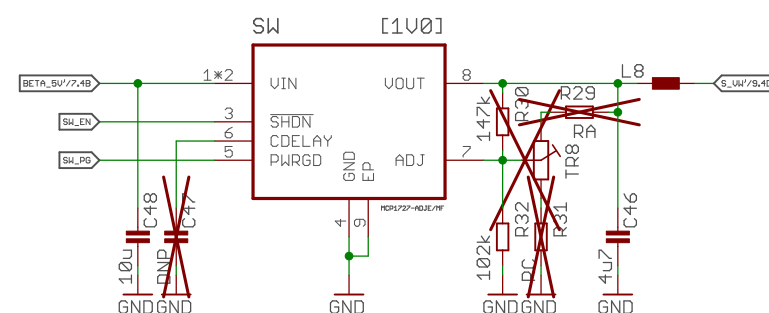 SW [1V0]
BETA_5V'/7.4B
1*2 VIN VOUT 8
L8
S_VW'/9.4D
R29
RA
SW_EN
3 SHDN
6 CDELAY
SW_PG
5 PWRGD
ADJ 7
GND
EP
MCP1727-ADJE/MF
4
9
147k
R30
TR8
C48
10u
C47
DNP
102k
R32
R31
RC
C46
4u7
GND GND GND GND GND GND